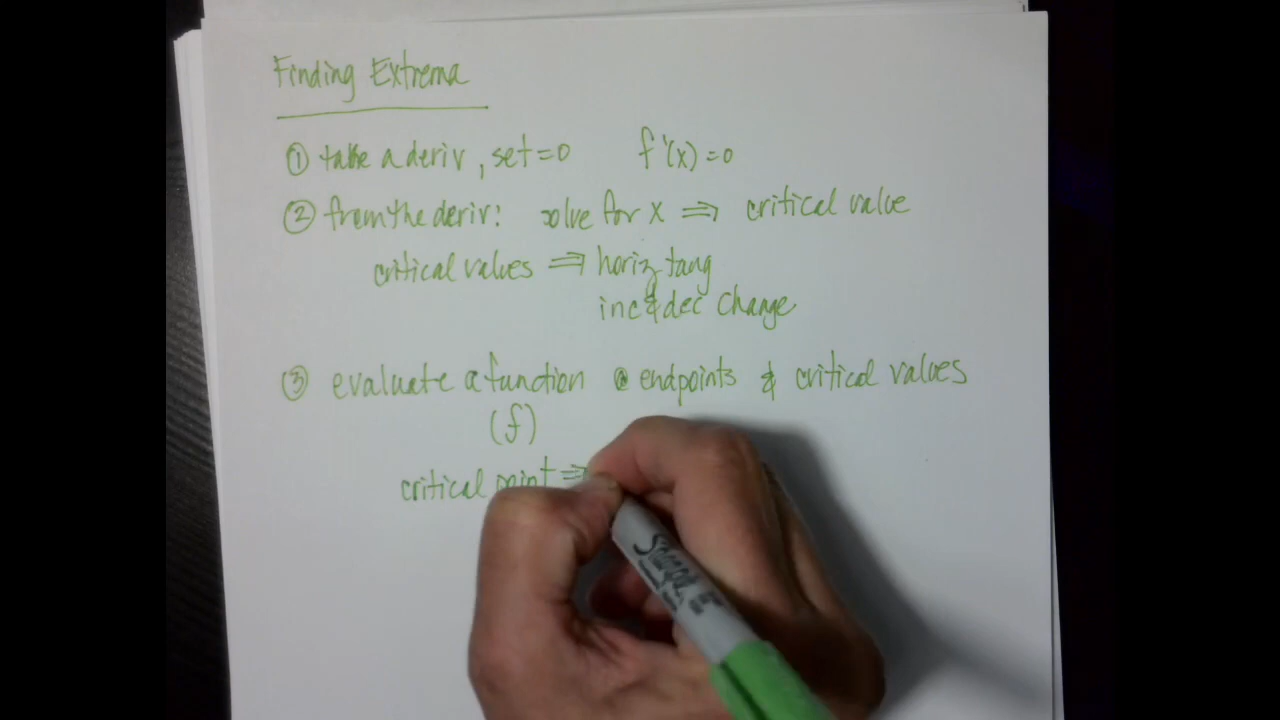 Finding Extrema
① take a deriv, set=0 f'(x)=0
② from the deriv: solve for x ⇒ critical value
critical values ⇒ horiz tang
inc & dec change
③ evaluate a function @ endpoints & critical values
(f)
critical point ⇒
Sharpie